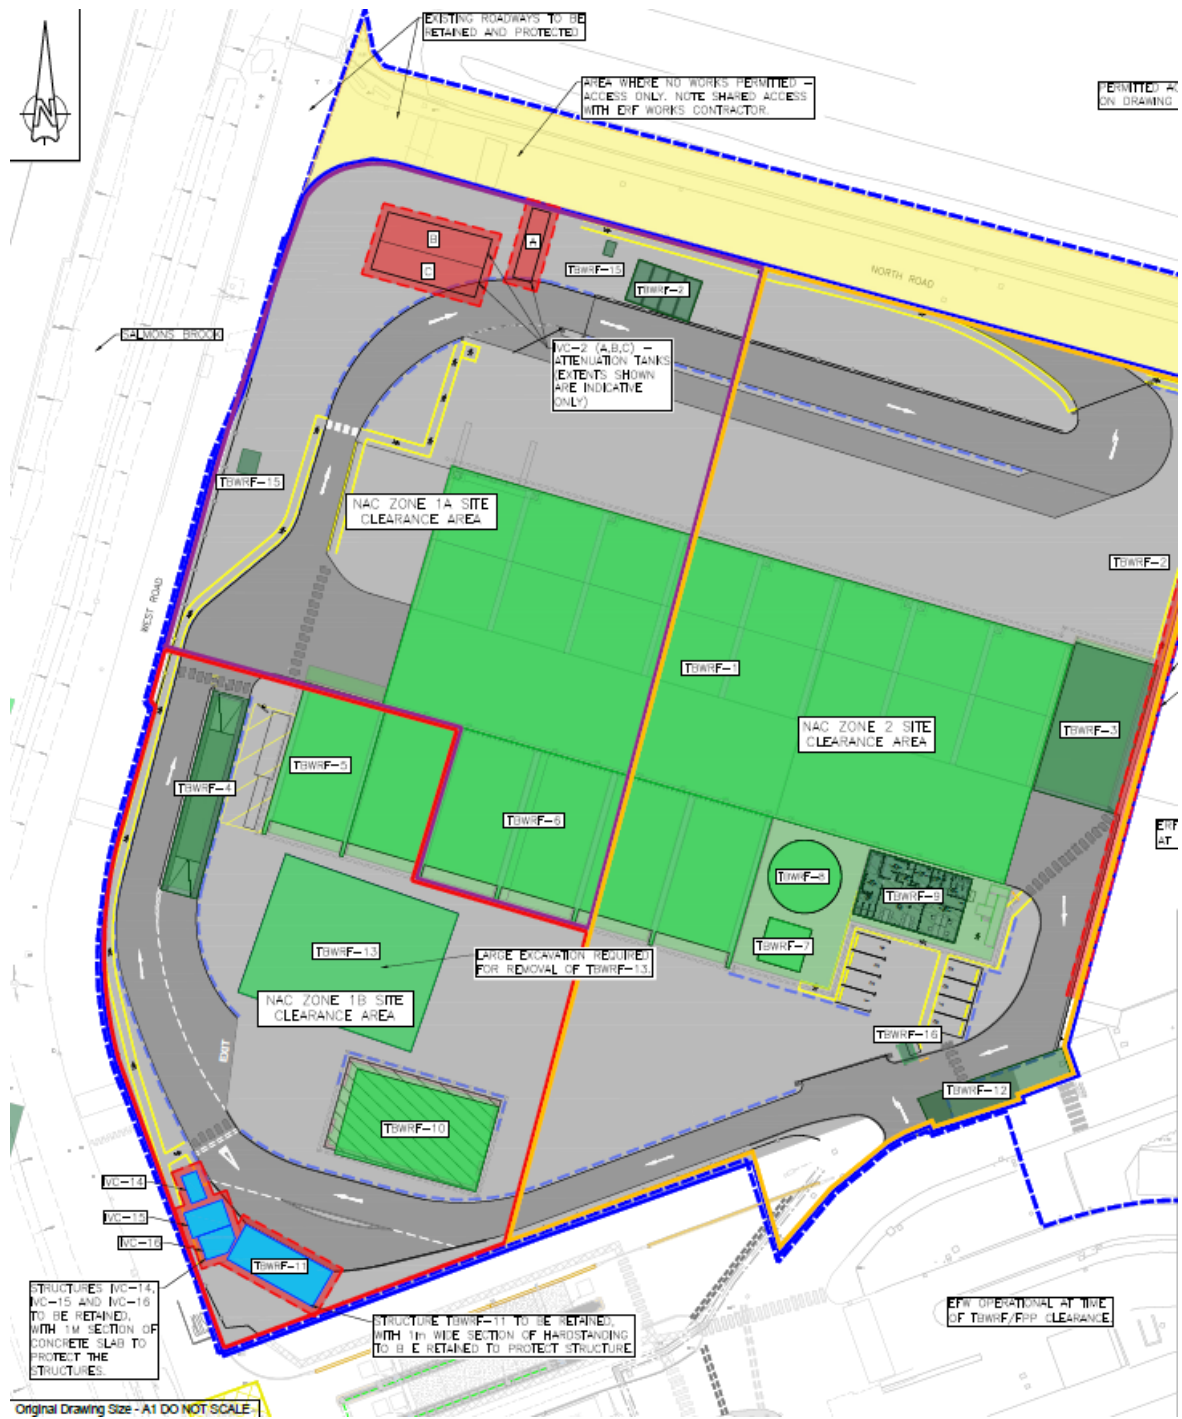 EXISTING ROADWAYS TO BE
RETAINED AND PROTECTED
N
AREA WHERE NO WORKS PERMITTED –
ACCESS ONLY. NOTE SHARED ACCESS
WITH ERF WORKS CONTRACTOR.
PERMITTED AC
ON DRAWING
B
A
C
TBWRF-15
TBWRF-2
NORTH ROAD
SALMONS BROOK
IVC-2 (A,B,C) –
ATTENUATION TANKS
(EXTENTS SHOWN
ARE INDICATIVE
ONLY)
TBWRF-15
NAC ZONE 1A SITE
CLEARANCE AREA
TBWRF-2
WEST ROAD
TBWRF-1
NAC ZONE 2 SITE
CLEARANCE AREA
TBWRF-3
TBWRF-5
TBWRF-4
TBWRF-6
ERF
AT
TBWRF-8
TBWRF-9
TBWRF-7
TBWRF-13
LARGE EXCAVATION REQUIRED
FOR REMOVAL OF TBWRF-13.
NAC ZONE 1B SITE
CLEARANCE AREA
TBWRF-16
EXIT
TBWRF-12
TBWRF-10
IVC-14
IVC-15
IVC-16
TBWRF-11
STRUCTURES IVC-14,
IVC-15 AND IVC-16
TO BE RETAINED,
WITH 1M SECTION OF
CONCRETE SLAB TO
PROTECT THE
STRUCTURES.
STRUCTURE TBWRF-11 TO BE RETAINED,
WITH 1m WIDE SECTION OF HARDSTANDING
TO B E RETAINED TO PROTECT STRUCTURE
EFW OPERATIONAL AT TIME
OF TBWRF/FPP CLEARANCE
Original Drawing Size - A1 DO NOT SCALE